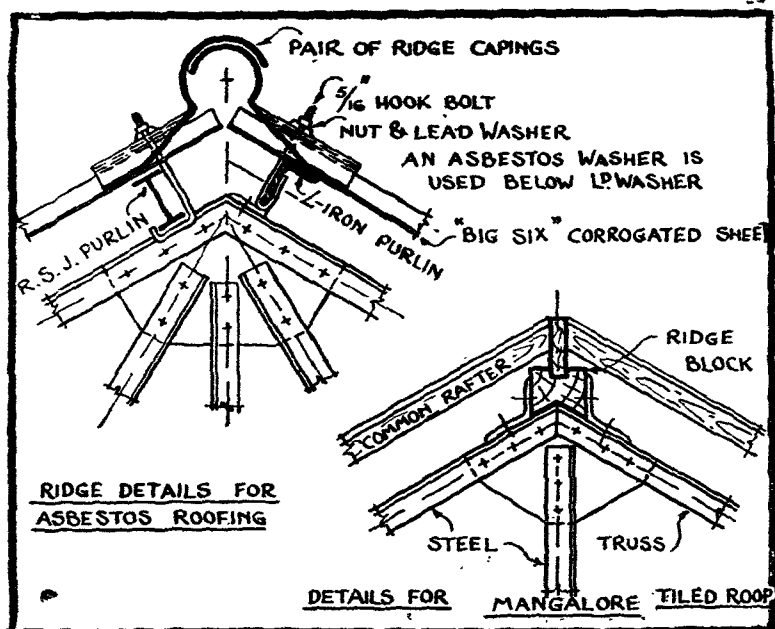 PAIR OF RIDGE CAPINGS
5/16" HOOK BOLT
NUT & LEAD WASHER
AN ASBESTOS WASHER IS
USED BELOW LD. WASHER
L-IRON PURLIN
R.S.J. PURLIN
"BIG SIX" CORROGATED SHEET
RIDGE
BLOCK
COMMON RAFTER
RIDGE DETAILS FOR
ASBESTOS ROOFING
STEEL TRUSS
DETAILS FOR MANGALORE TILED ROOF